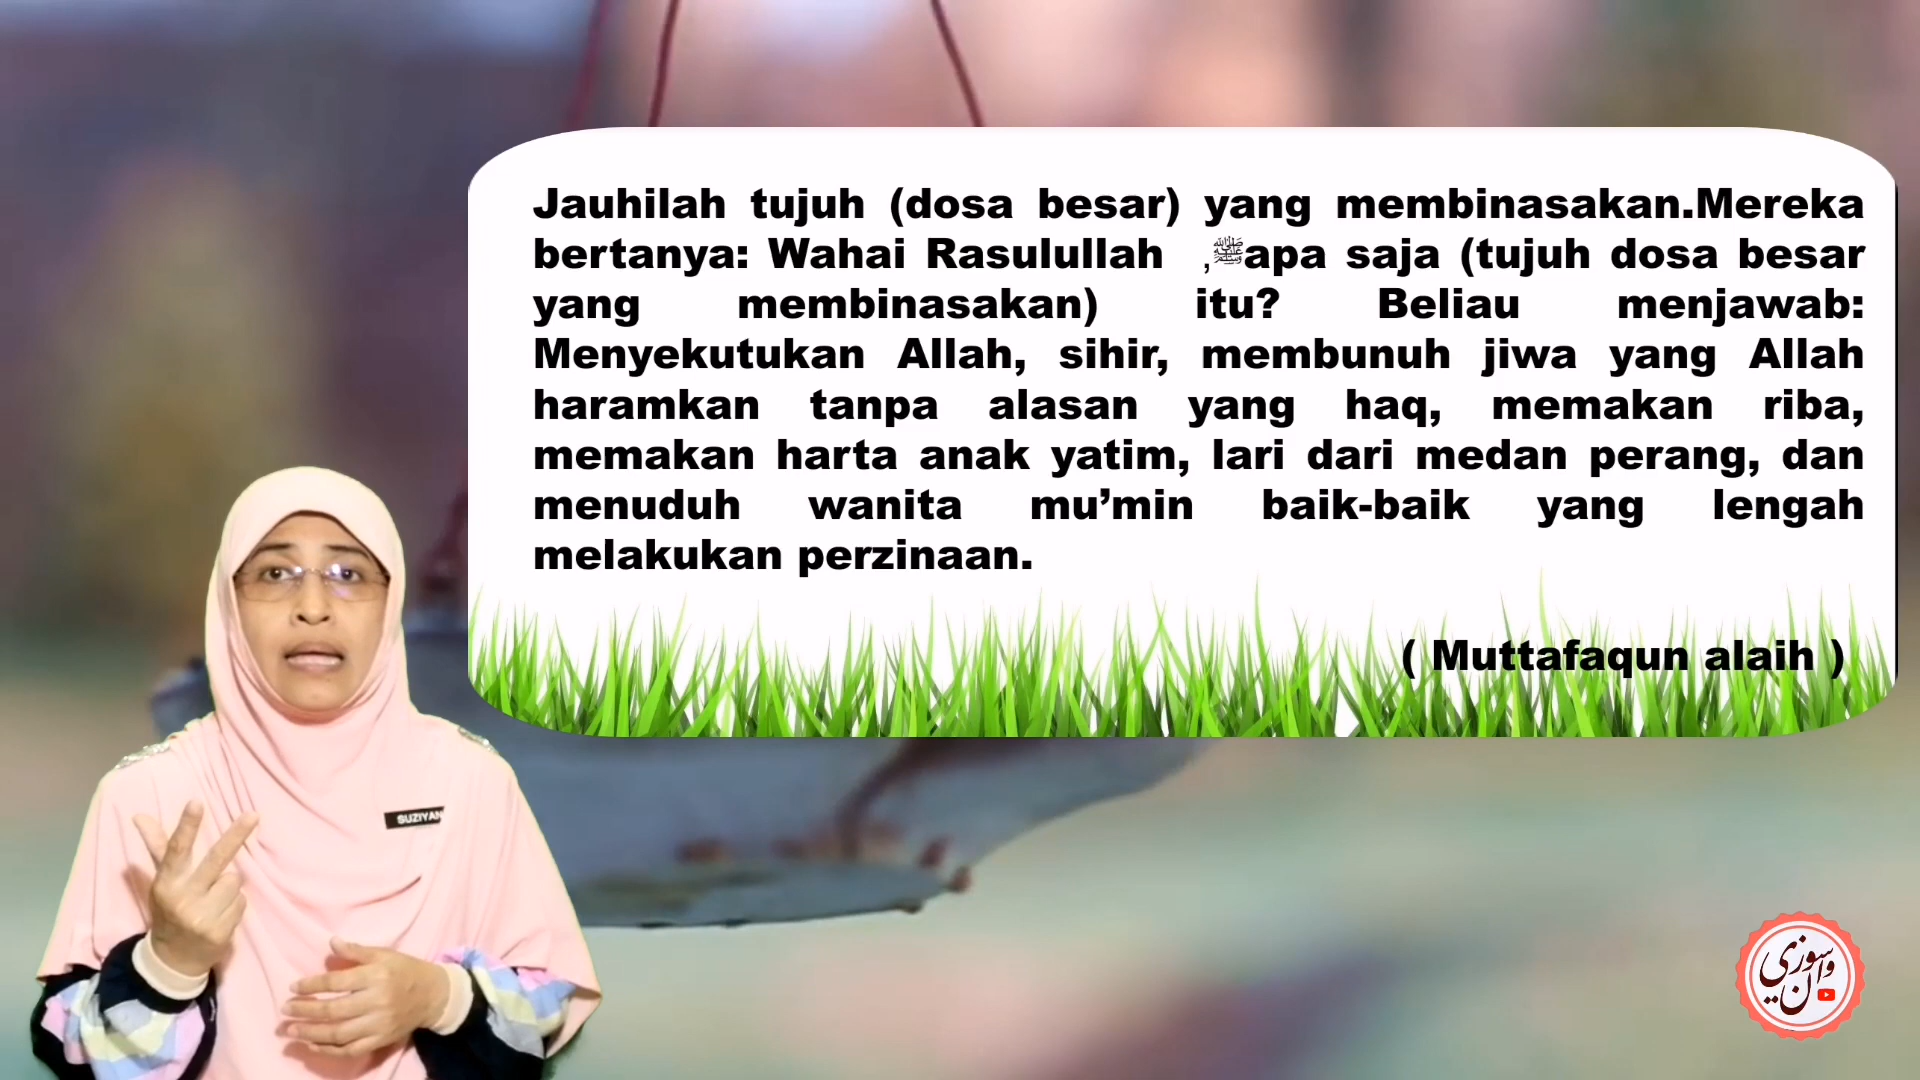 Jauhilah tujuh (dosa besar) yang membinasakan.Mereka
bertanya: Wahai Rasulullah ,ﷺapa saja (tujuh dosa besar
yang membinasakan) itu? Beliau menjawab:
Menyekutukan Allah, sihir, membunuh jiwa yang Allah
haramkan tanpa alasan yang haq, memakan riba,
memakan harta anak yatim, lari dari medan perang, dan
menuduh wanita mu’min baik-baik yang lengah
melakukan perzinaan.
( Muttafaqun alaih )
SUZIYAN